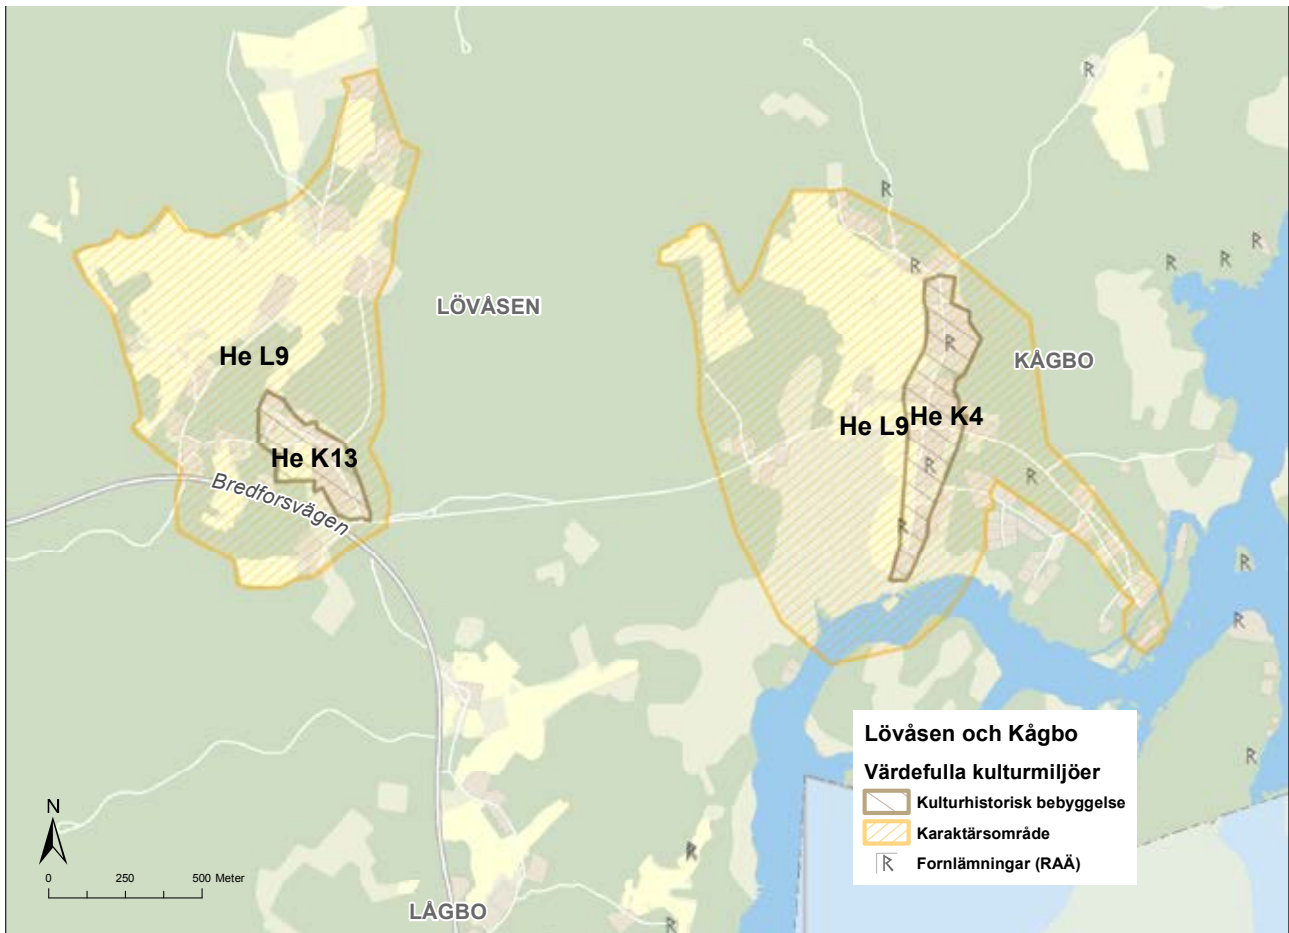 R
R
R
R
R
R
LÖVÅSEN
R
He L9
KÅGBO
He L9
He K4
He K13
R
R
Bredforsvägen
R
R
R
Lövåsen och Kågbo
Värdefulla kulturmiljöer
R
Kulturhistorisk bebyggelse
N
Karaktärsområde
R
R Fornlämningar (RAÄ)
0 250 500 Meter
LÅGBO
R